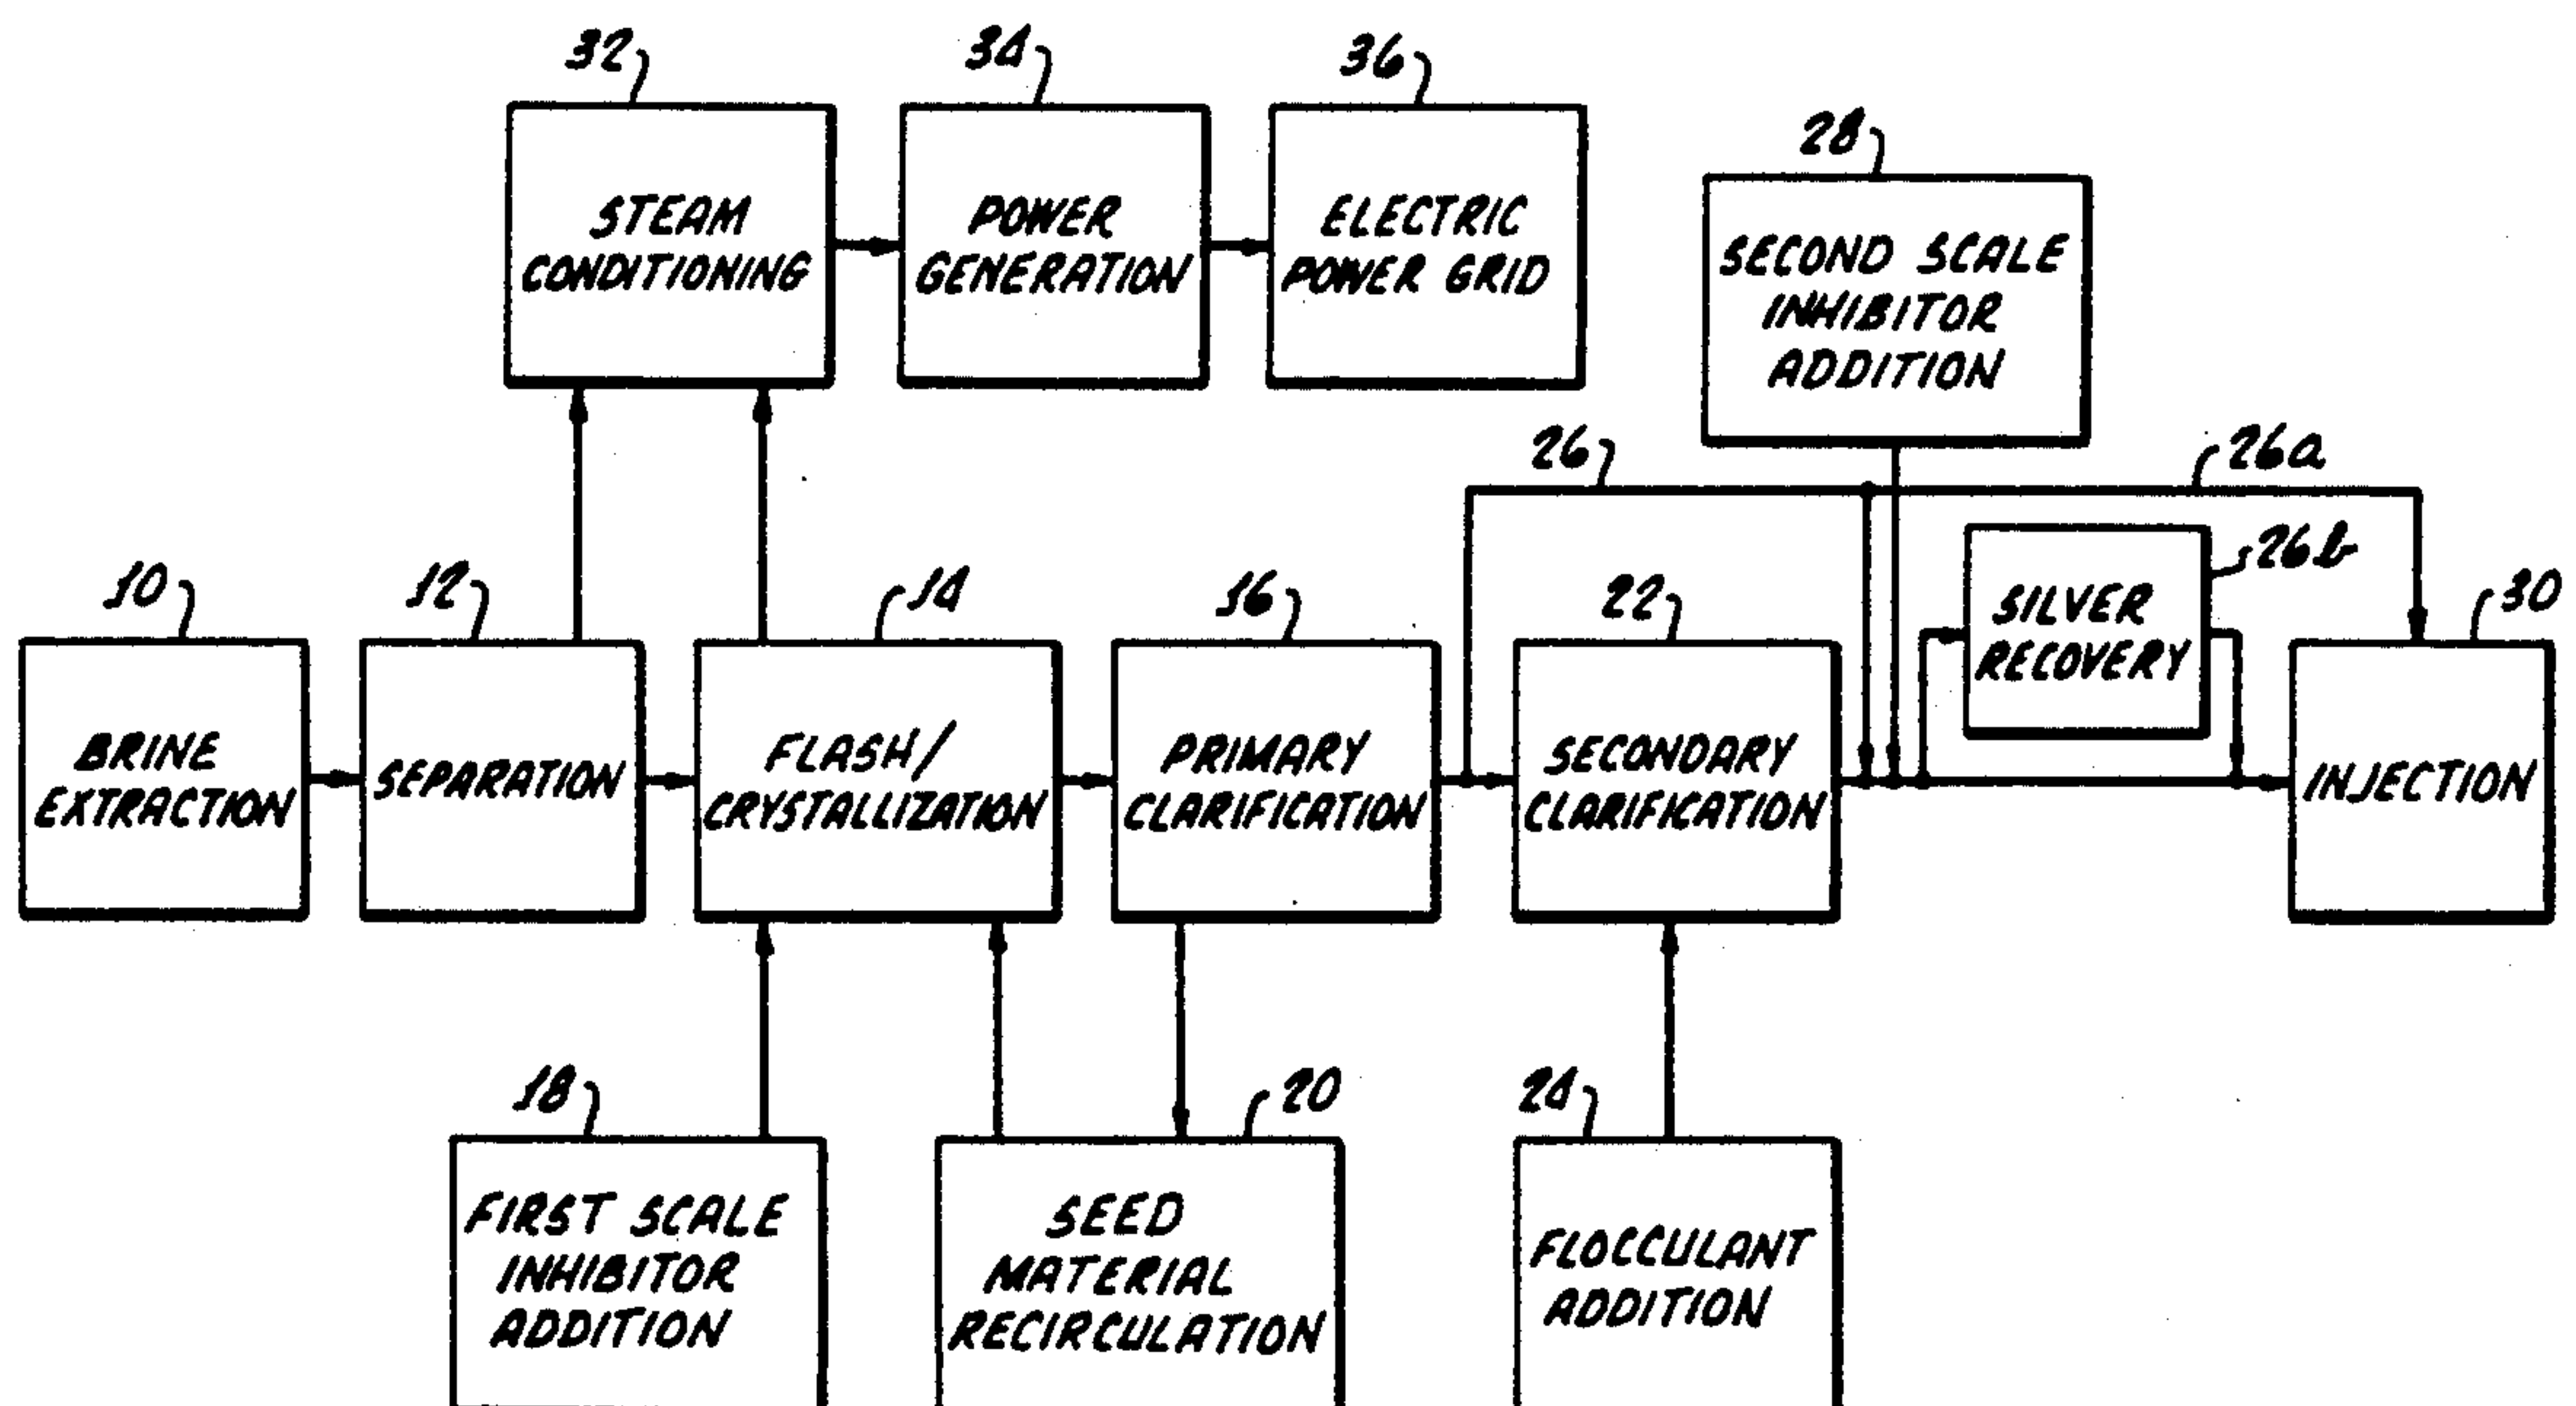 32
34
36
28
STEAM
CONDITIONING
POWER
GENERATION
ELECTRIC
POWER GRID
SECOND SCALE
INHIBITOR
ADDITION
26
26a
26b
10
12
14
16
22
30
SILVER
RECOVERY
BRINE
EXTRACTION
SEPARATION
FLASH/
CRYSTALLIZATION
PRIMARY
CLARIFICATION
SECONDARY
CLARIFICATION
INJECTION
18
20
24
FIRST SCALE
INHIBITOR
ADDITION
SEED
MATERIAL
RECIRCULATION
FLOCCULANT
ADDITION